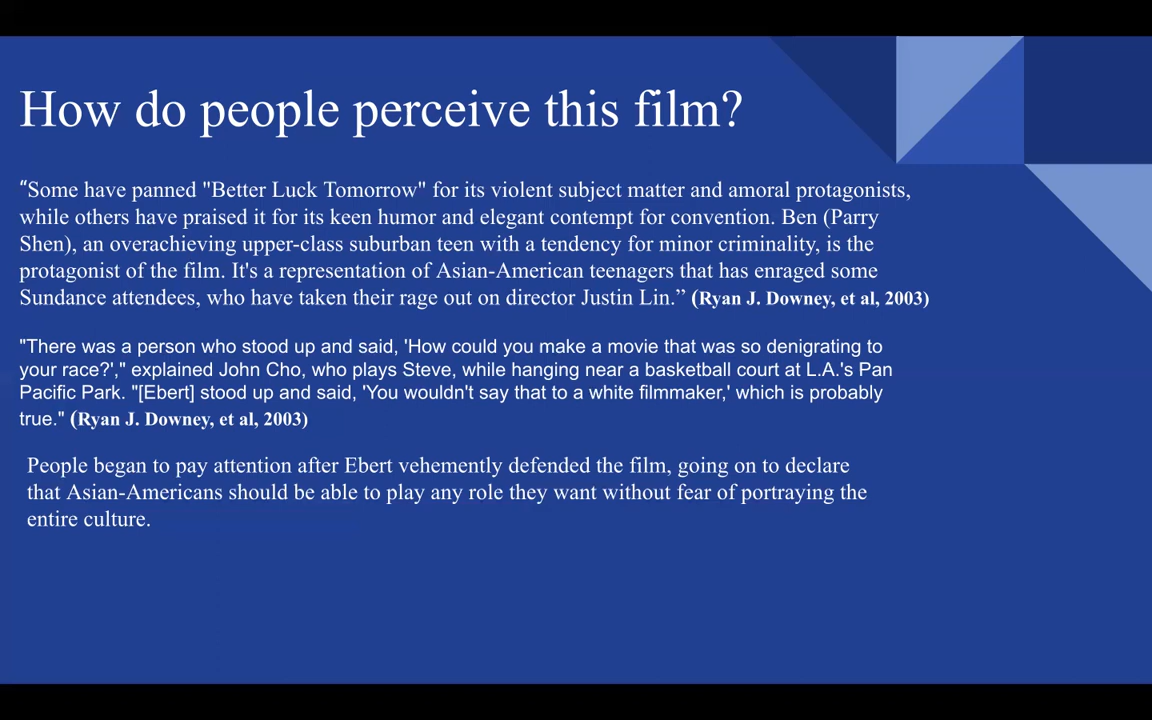 How do people perceive this film?
“Some have panned "Better Luck Tomorrow" for its violent subject matter and amoral protagonists,
while others have praised it for its keen humor and elegant contempt for convention. Ben (Parry
Shen), an overachieving upper-class suburban teen with a tendency for minor criminality, is the
protagonist of the film. It's a representation of Asian-American teenagers that has enraged some
Sundance attendees, who have taken their rage out on director Justin Lin.” (Ryan J. Downey, et al, 2003)
"There was a person who stood up and said, 'How could you make a movie that was so denigrating to
your race?'," explained John Cho, who plays Steve, while hanging near a basketball court at L.A.'s Pan
Pacific Park. "[Ebert] stood up and said, 'You wouldn't say that to a white filmmaker,' which is probably
true." (Ryan J. Downey, et al, 2003)
People began to pay attention after Ebert vehemently defended the film, going on to declare
that Asian-Americans should be able to play any role they want without fear of portraying the
entire culture.